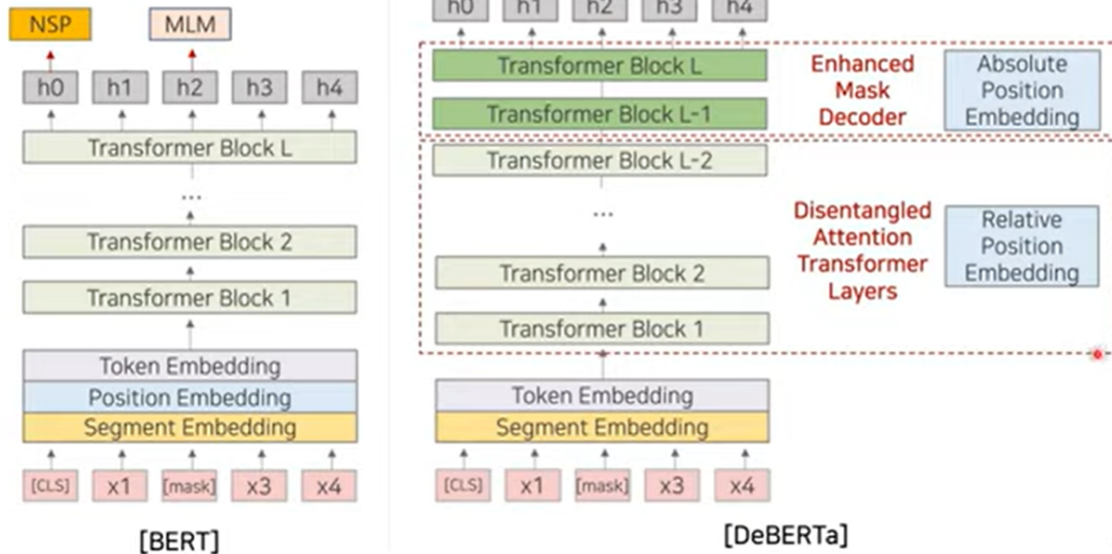 NSP
MLM
h0 h1 h2 h3 h4
Transformer Block L
...
Transformer Block 2
Transformer Block 1
Token Embedding
Position Embedding
Segment Embedding
[CLS] x1 [mask] x3 x4
[BERT]
h0 h1 h2 h3 h4
Transformer Block L
Transformer Block L-1
Enhanced
Mask
Decoder
Absolute
Position
Embedding
Transformer Block L-2
...
Transformer Block 2
Transformer Block 1
Disentangled
Attention
Transformer
Layers
Relative
Position
Embedding
Token Embedding
Segment Embedding
[CLS] x1 [mask] x3 x4
[DeBERTa]